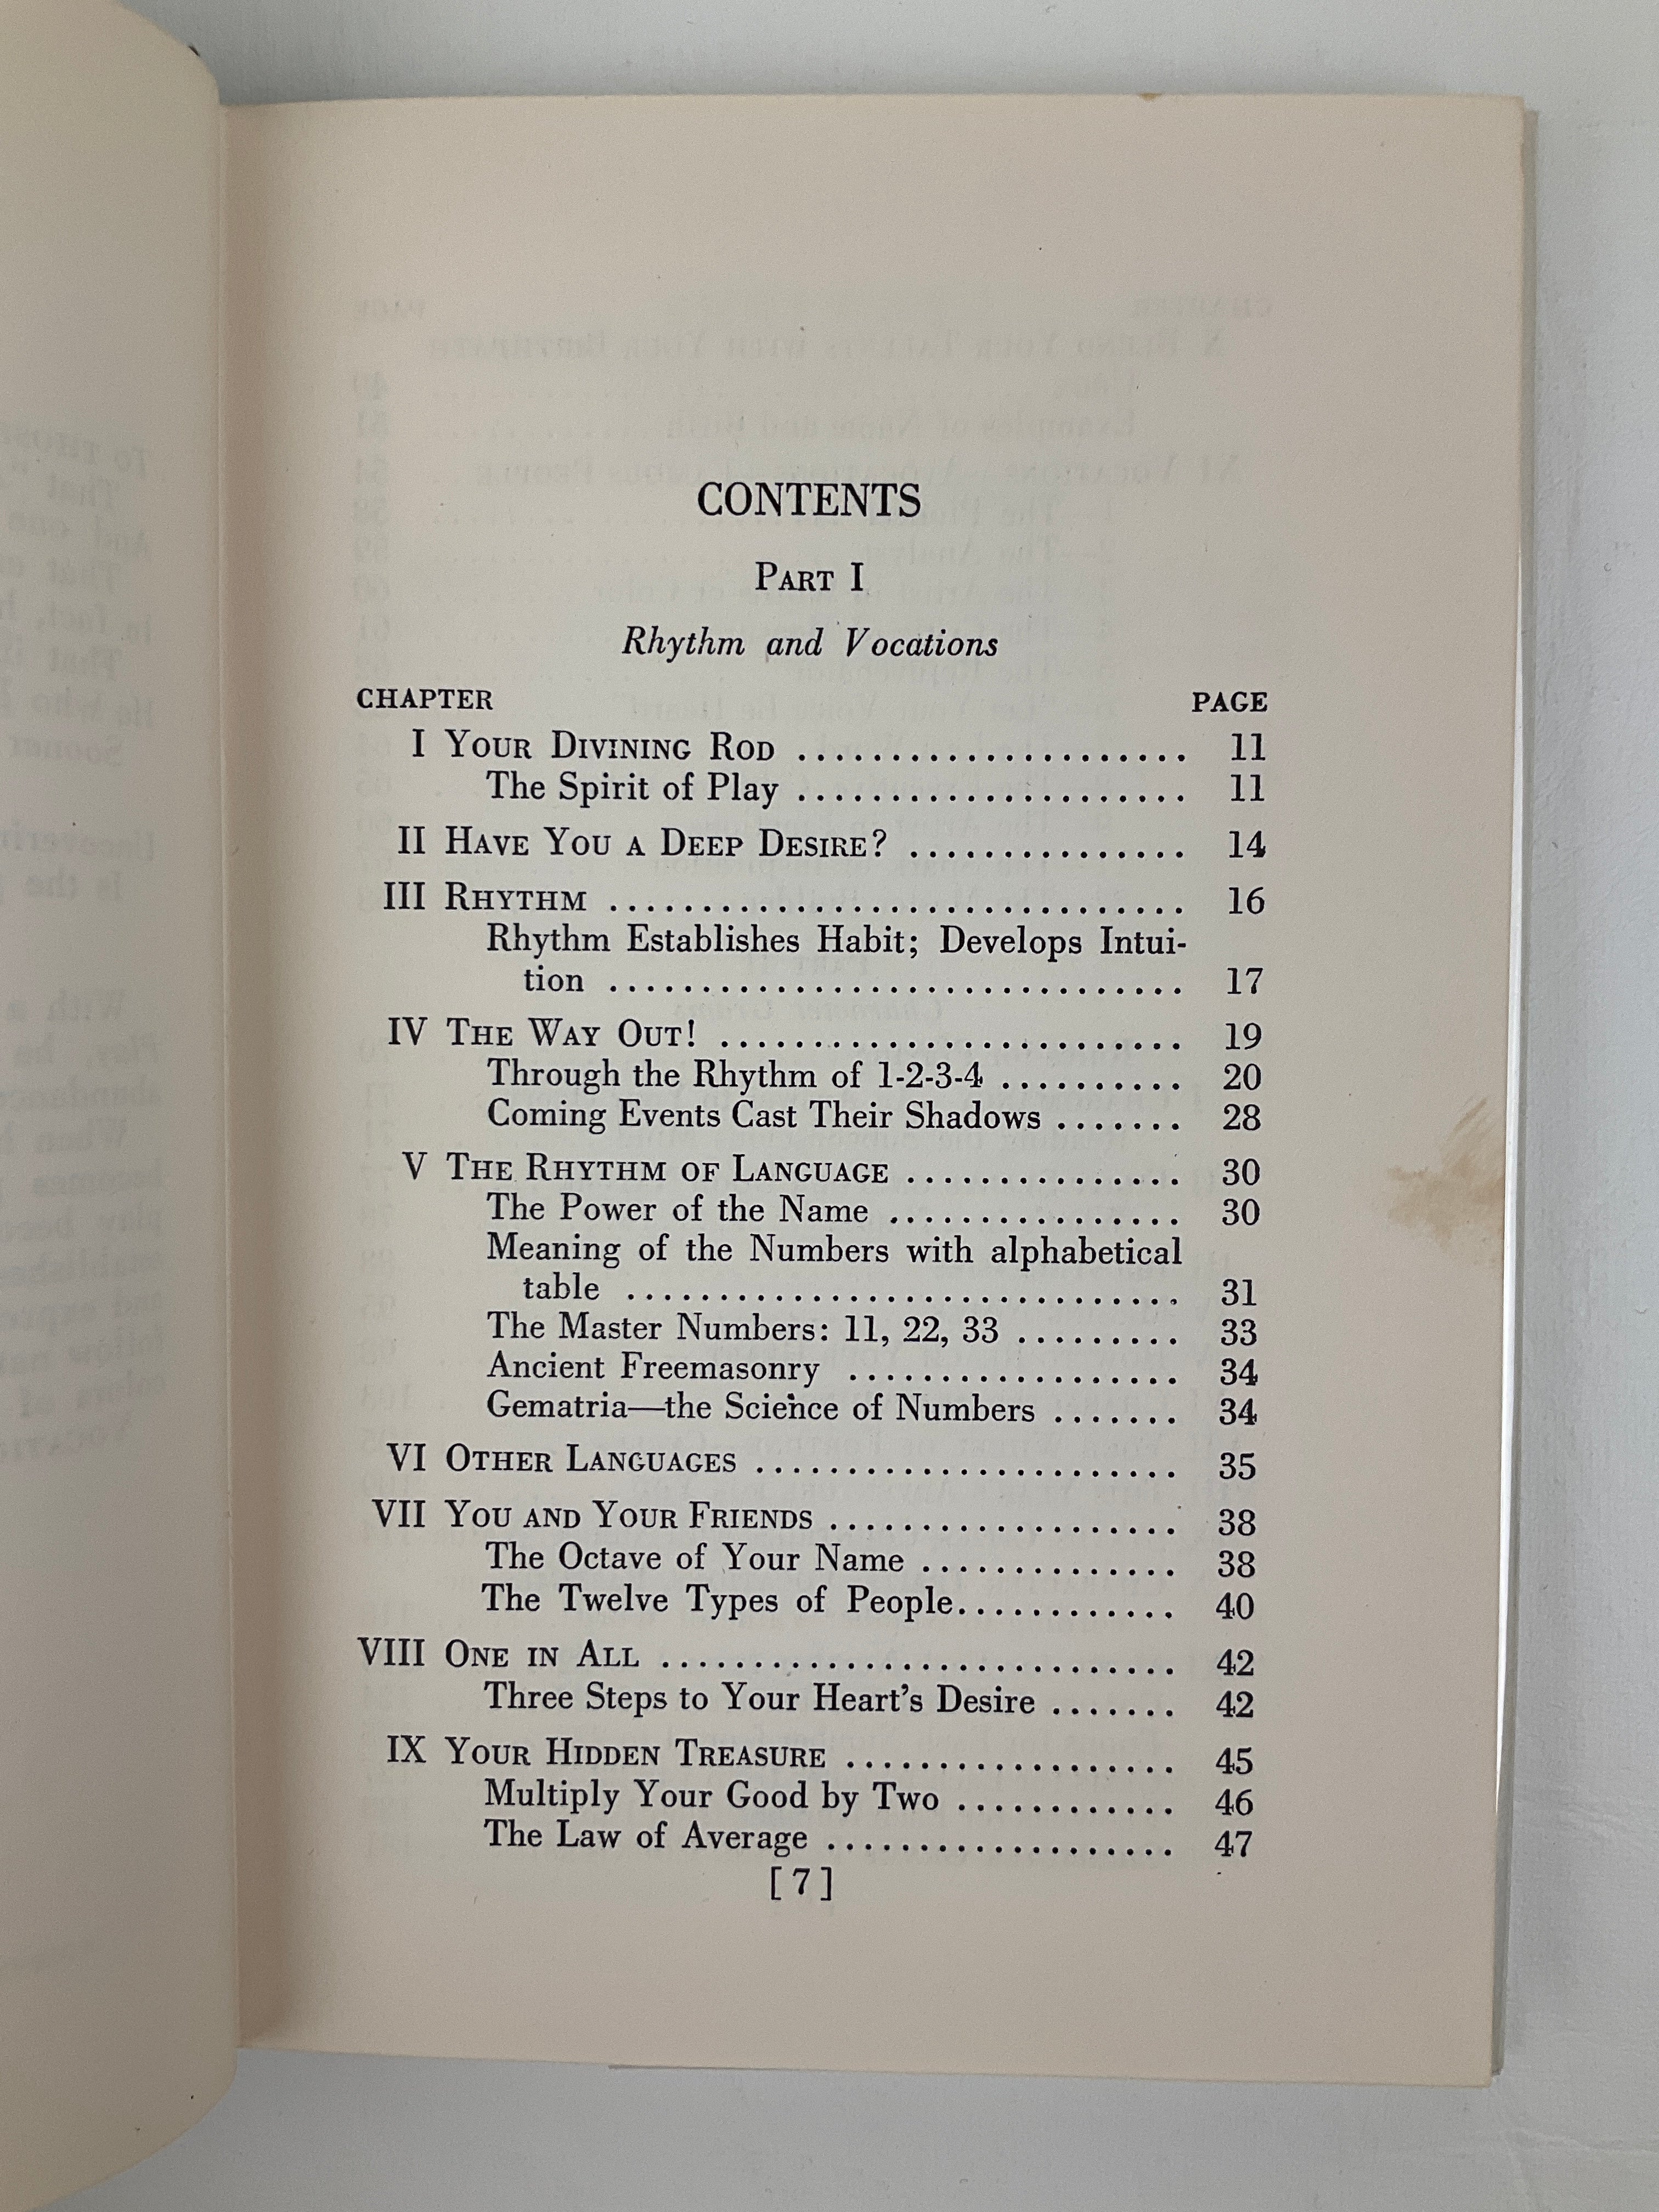 CONTENTS
PART I
Rhythm and Vocations
CHAPTER PAGE
I YOUR DIVINING ROD ..................... 11
The Spirit of Play ..................... 11
II HAVE YOU A DEEP DESIRE? ............... 14
III RHYTHM ................................ 16
Rhythm Establishes Habit; Develops Intui-
tion ................................ 17
IV THE WAY OUT! ......................... 19
Through the Rhythm of 1-2-3-4 .......... 20
Coming Events Cast Their Shadows ....... 28
V THE RHYTHM OF LANGUAGE ............... 30
The Power of the Name ................ 30
Meaning of the Numbers with alphabetical
table ............................... 31
The Master Numbers: 11, 22, 33 ......... 33
Ancient Freemasonry .................. 34
Gematria—the Science of Numbers ....... 34
VI OTHER LANGUAGES ....................... 35
VII YOU AND YOUR FRIENDS ................... 38
The Octave of Your Name .............. 38
The Twelve Types of People............ 40
VIII ONE IN ALL ............................ 42
Three Steps to Your Heart's Desire ....... 42
IX YOUR HIDDEN TREASURE .................. 45
Multiply Your Good by Two ............ 46
The Law of Average ................... 47
[7]